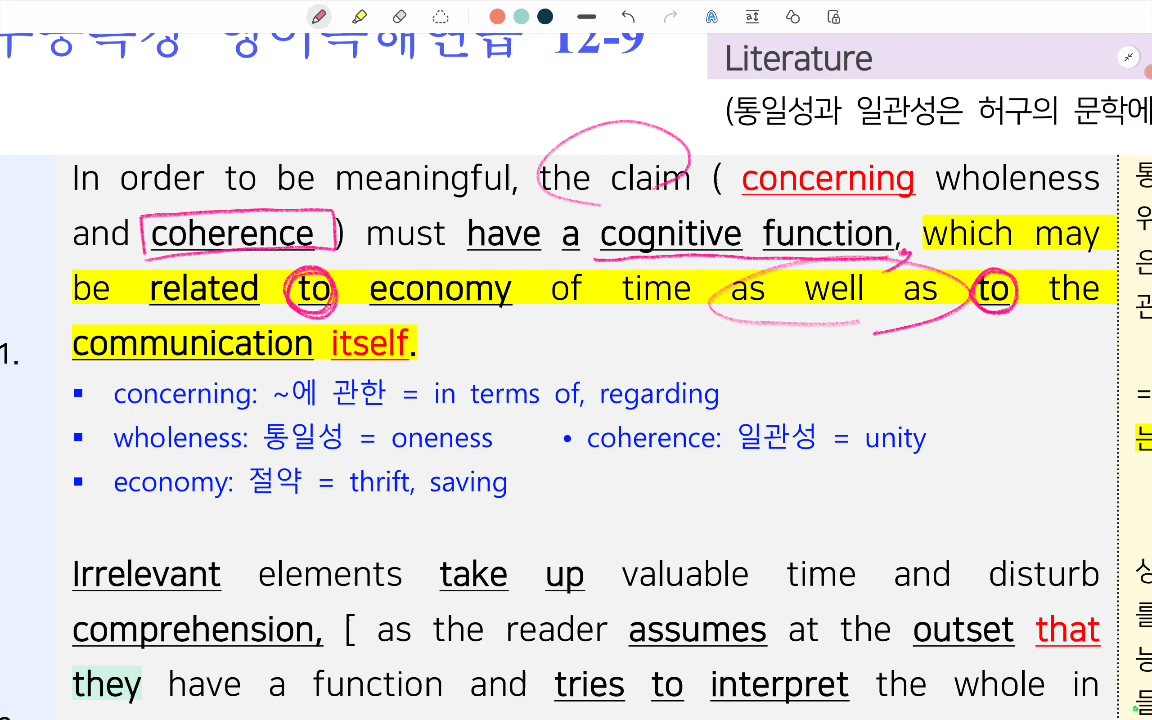 12-9
Literature
(통일성과 일관성은 허구의 문학에
In order to be meaningful, the claim ( concerning wholeness
and coherence ) must have a cognitive function, which may
be related to economy of time as well as to the
communication itself.
1.
▪ concerning: ~에 관한 = in terms of, regarding
▪ wholeness: 통일성 = oneness • coherence: 일관성 = unity
▪ economy: 절약 = thrift, saving
Irrelevant elements take up valuable time and disturb
comprehension, [ as the reader assumes at the outset that
they have a function and tries to interpret the whole in